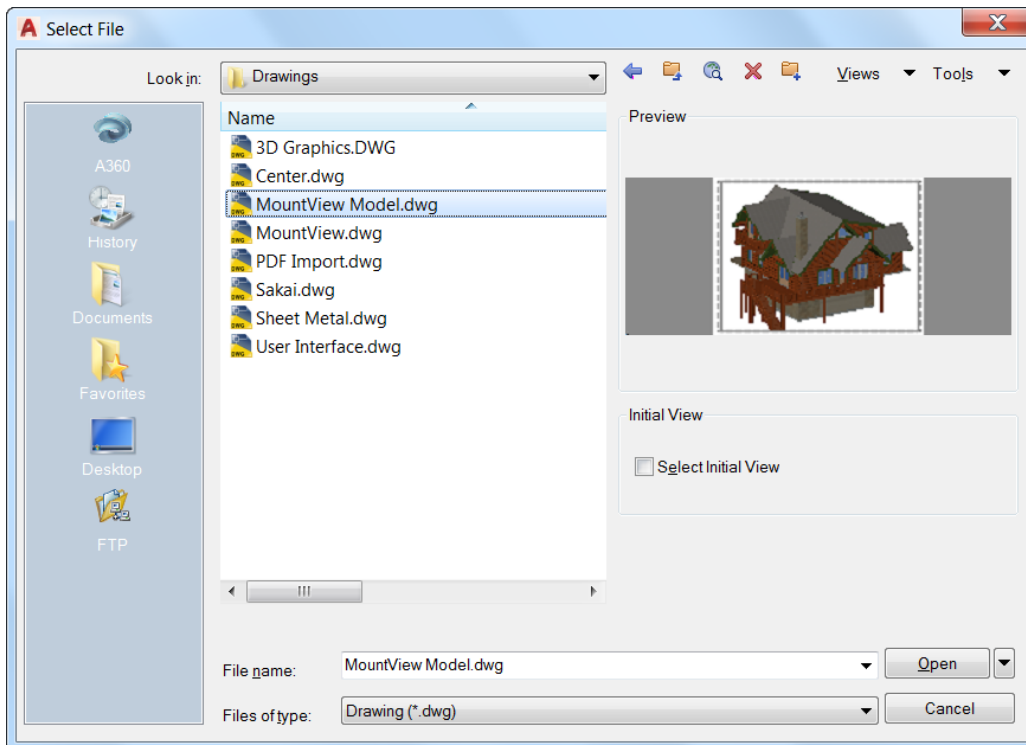 Select File
Look in:
Drawings
Views
Tools
A360
History
Documents
Favorites
Desktop
FTP
Name
3D Graphics.DWG
Center.dwg
MountView Model.dwg
MountView.dwg
PDF Import.dwg
Sakai.dwg
Sheet Metal.dwg
User Interface.dwg
Preview
Initial View
Select Initial View
File name:
MountView Model.dwg
Open
Files of type:
Drawing (*.dwg)
Cancel